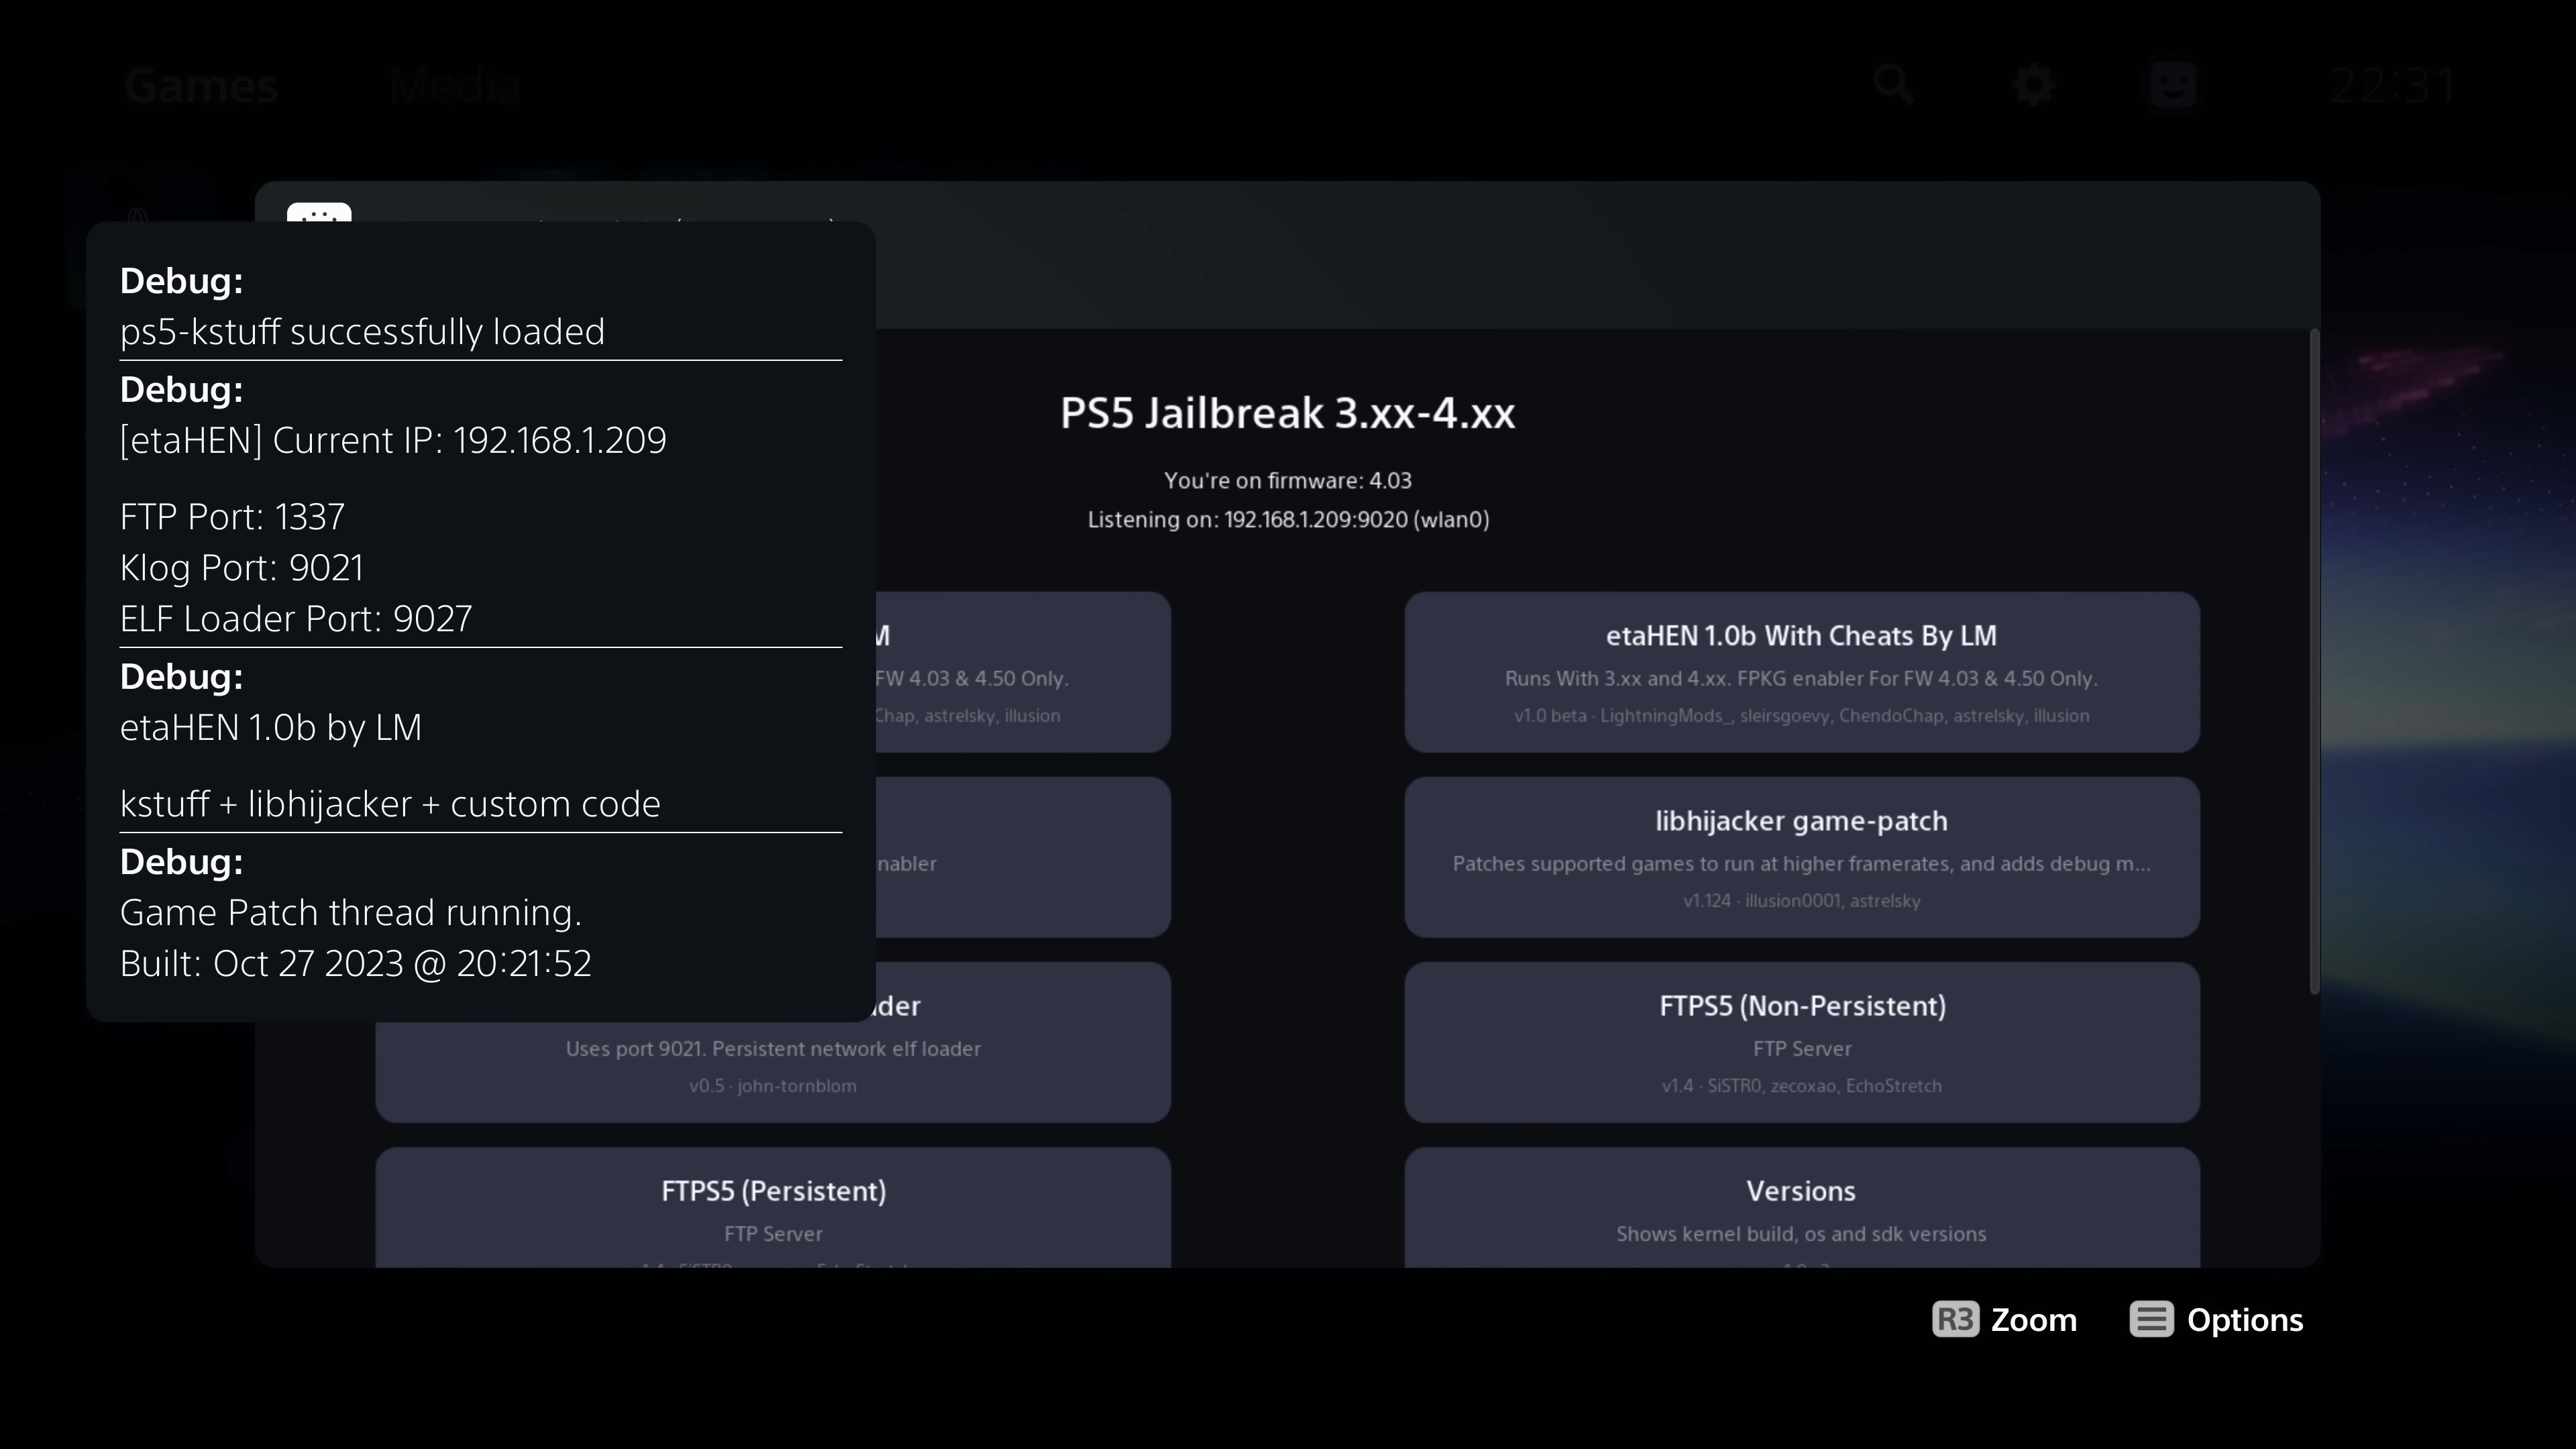 Games
Media
22:31
Debug:
ps5-kstuff successfully loaded
Debug:
[etaHEN] Current IP: 192.168.1.209
FTP Port: 1337
Klog Port: 9021
ELF Loader Port: 9027
Debug:
etaHEN 1.0b by LM
kstuff + libhijacker + custom code
Debug:
Game Patch thread running.
Built: Oct 27 2023 @ 20:21:52
PS5 Jailbreak 3.xx-4.xx
You're on firmware: 4.03
Listening on: 192.168.1.209:9020 (wlan0)
FW 4.03 & 4.50 Only.
Chap, astrelsky, illusion
etaHEN 1.0b With Cheats By LM
Runs With 3.xx and 4.xx. FPKG enabler For FW 4.03 & 4.50 Only.
v1.0 beta · LightningMods_, sleirsgoevy, ChendoChap, astrelsky, illusion
nabler
libhijacker game-patch
Patches supported games to run at higher framerates, and adds debug m...
v1.124 · illusion0001, astrelsky
der
Uses port 9021. Persistent network elf loader
v0.5 · john-tornblom
FTPS5 (Non-Persistent)
FTP Server
v1.4 · SiSTR0, zecoxao, EchoStretch
FTPS5 (Persistent)
FTP Server
Versions
Shows kernel build, os and sdk versions
R3 Zoom
Options